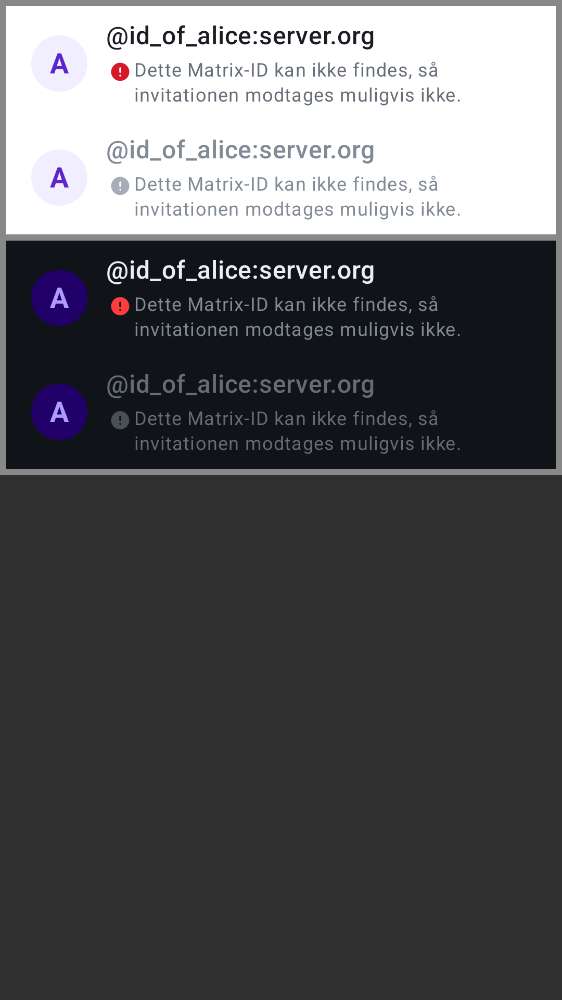 A
@id_of_alice:server.org
Dette Matrix-ID kan ikke findes, så
invitationen modtages muligvis ikke.
A
@id_of_alice:server.org
Dette Matrix-ID kan ikke findes, så
invitationen modtages muligvis ikke.
A
@id_of_alice:server.org
Dette Matrix-ID kan ikke findes, så
invitationen modtages muligvis ikke.
A
@id_of_alice:server.org
Dette Matrix-ID kan ikke findes, så
invitationen modtages muligvis ikke.